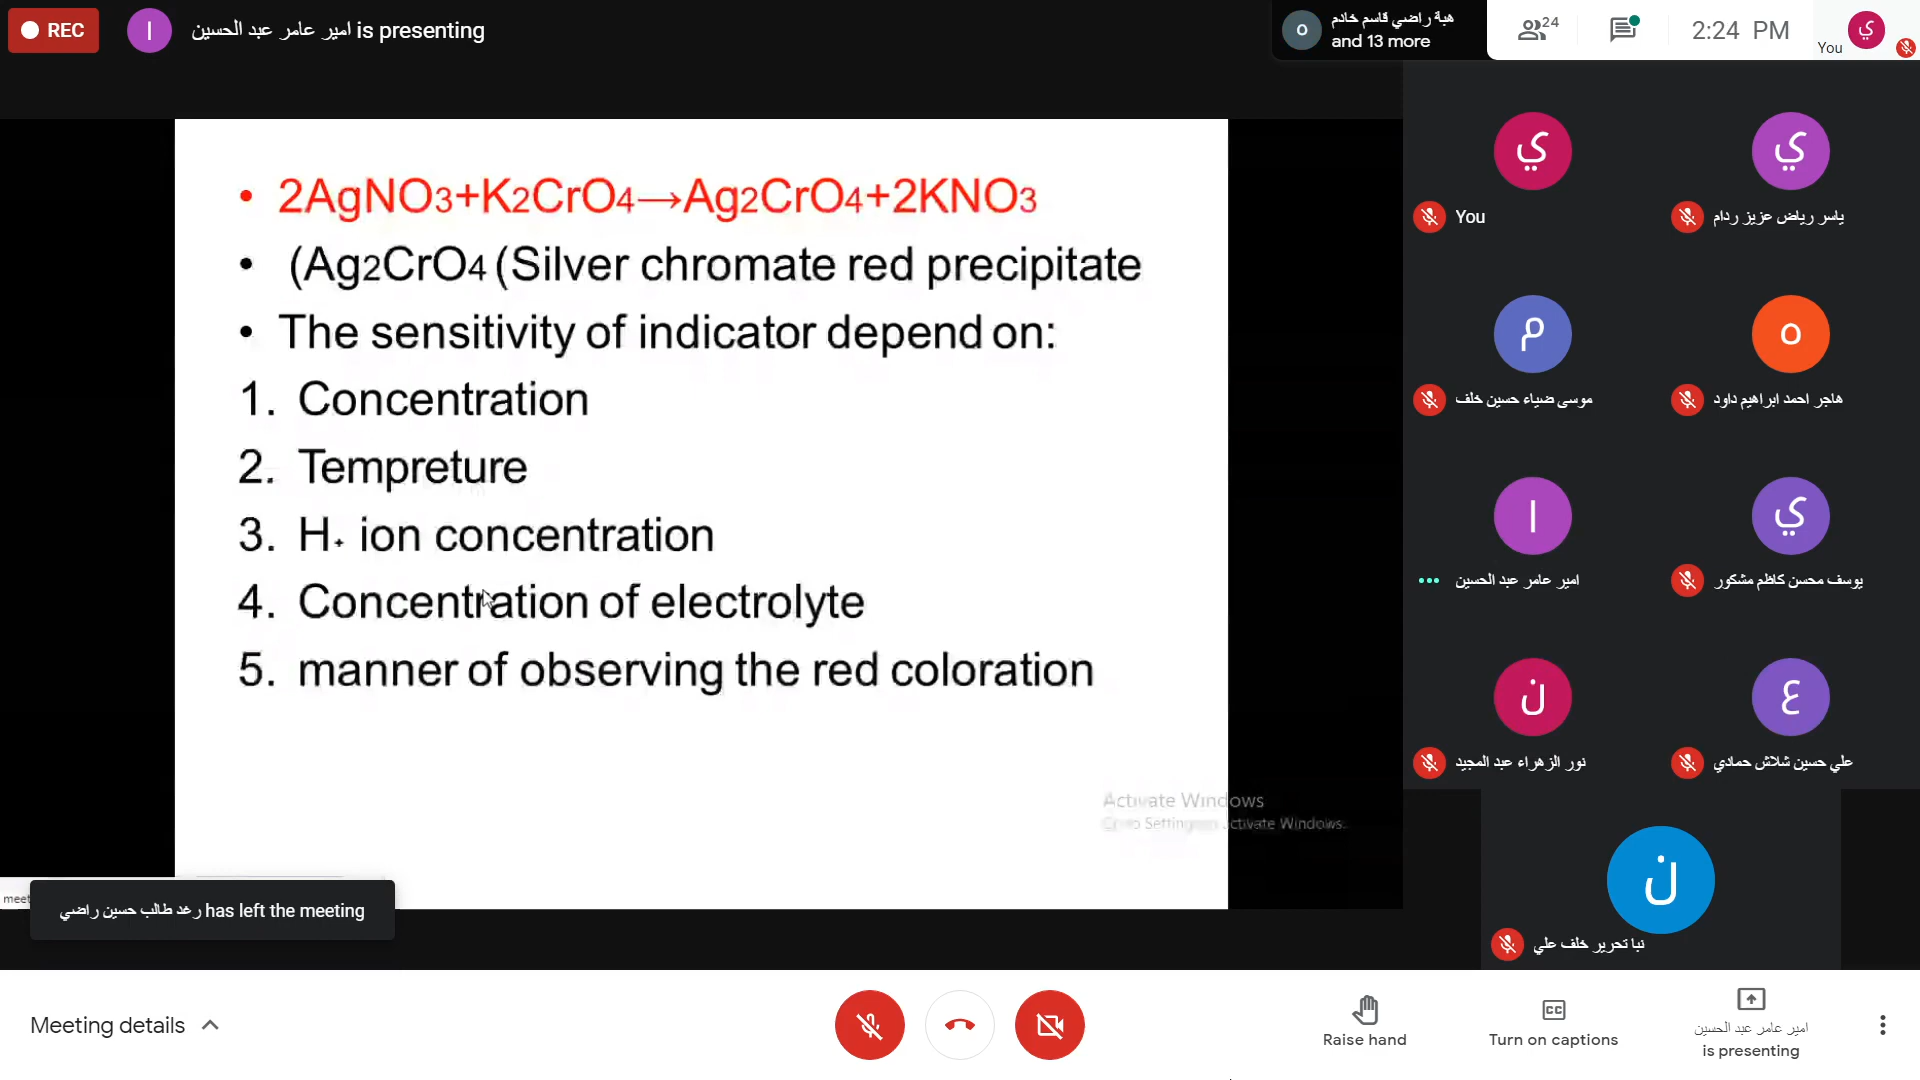 REC
ا
امير عامر عبد الحسين is presenting
o
هبة راضي قاسم خادم
and 13 more
24
2:24 PM
You
ي
• 2AgNO3+K2CrO4→Ag2CrO4+2KNO3
• (Ag2CrO4 (Silver chromate red precipitate
• The sensitivity of indicator depend on:
1. Concentration
2. Tempreture
3. H+ ion concentration
4. Concentration of electrolyte
5. manner of observing the red coloration
Activate Windows
Go to Settings to activate Windows.
meet
رغد طالب حسين راضي has left the meeting
ي
You
ي
ياسر رياض عزيز ردام
م
موسى ضياء حسين خلف
o
هاجر احمد ابراهيم داود
ا
امير عامر عبد الحسين
ي
يوسف محسن كاظم مشكور
ن
نور الزهراء عبد المجيد
ع
علي حسين شلاش حمادي
ن
نبا تحرير خلف علي
Meeting details
Raise hand
CC
Turn on captions
امير عامر عبد الحسين
is presenting